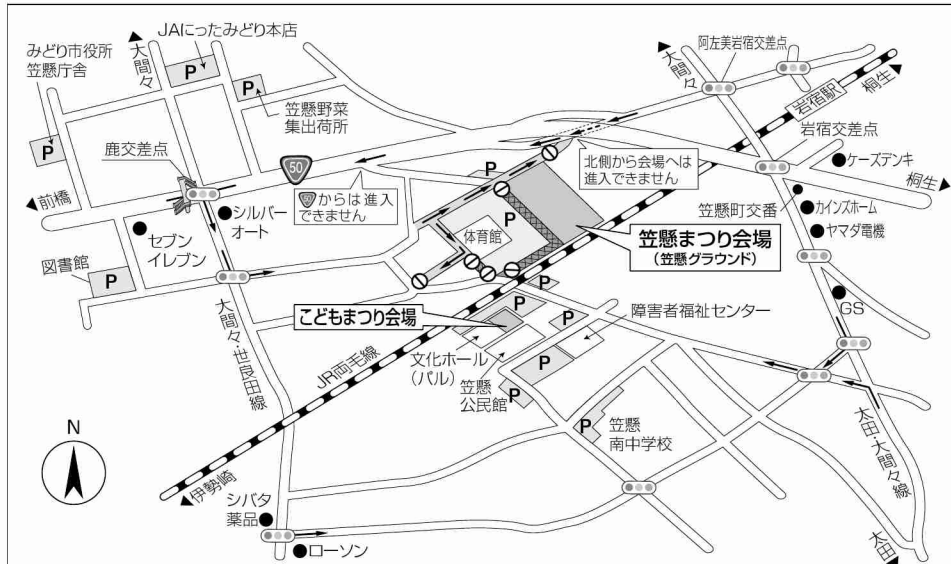 JAにったみどり本店
みどり市役所
笠懸庁舎
大間々
P
P
笠懸野菜
集出荷所
P
鹿交差点
前橋
50
50からは進入
できません
シルバー
オート
セブン
イレブン
図書館
P
大間々・世良田線
阿左美岩宿交差点
大間々
岩宿駅
桐生
岩宿交差点
ケーズデンキ
桐生
北側から会場へは
進入できません
笠懸町交番
カインズホーム
ヤマダ電機
GS
P
P
体育館
笠懸まつり会場
(笠懸グラウンド)
こどもまつり会場
P
P
P
P
P
障害者福祉センター
文化ホール
(パル)
笠懸
公民館
JR両毛線
P
笠懸
南中学校
太田・大間々線
太田
N
伊勢崎
シバタ
薬品
ローソン